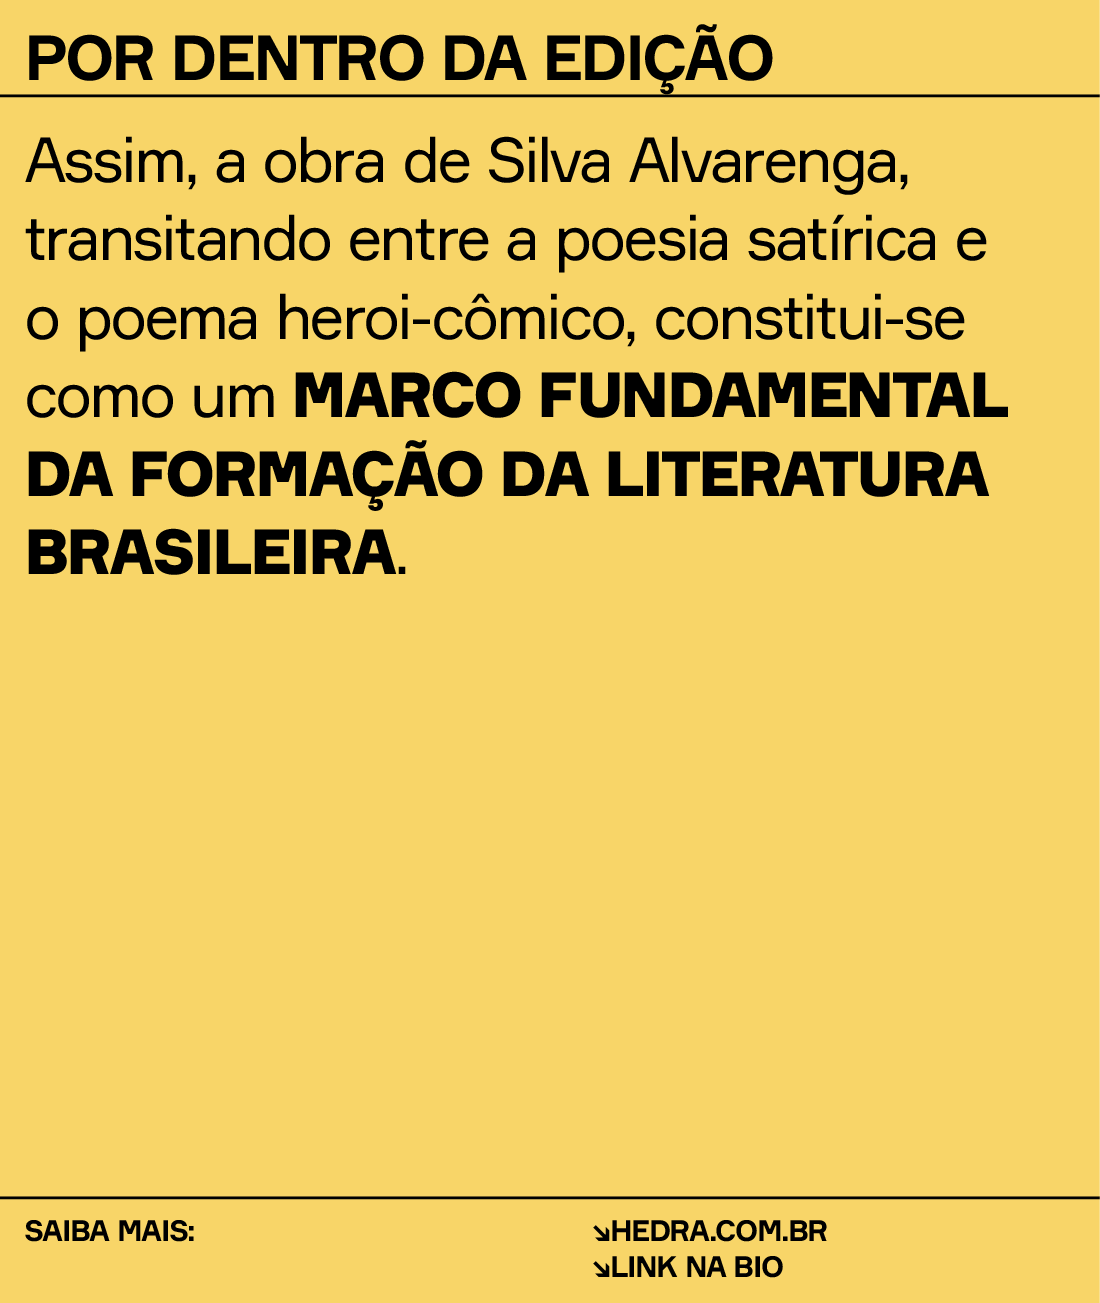 POR DENTRO DA EDIÇÃO
Assim, a obra de Silva Alvarenga,
transitando entre a poesia satírica e
o poema heroi-cômico, constitui-se
como um MARCO FUNDAMENTAL
DA FORMAÇÃO DA LITERATURA
BRASILEIRA.
SAIBA MAIS:
↘HEDRA.COM.BR
↘LINK NA BIO